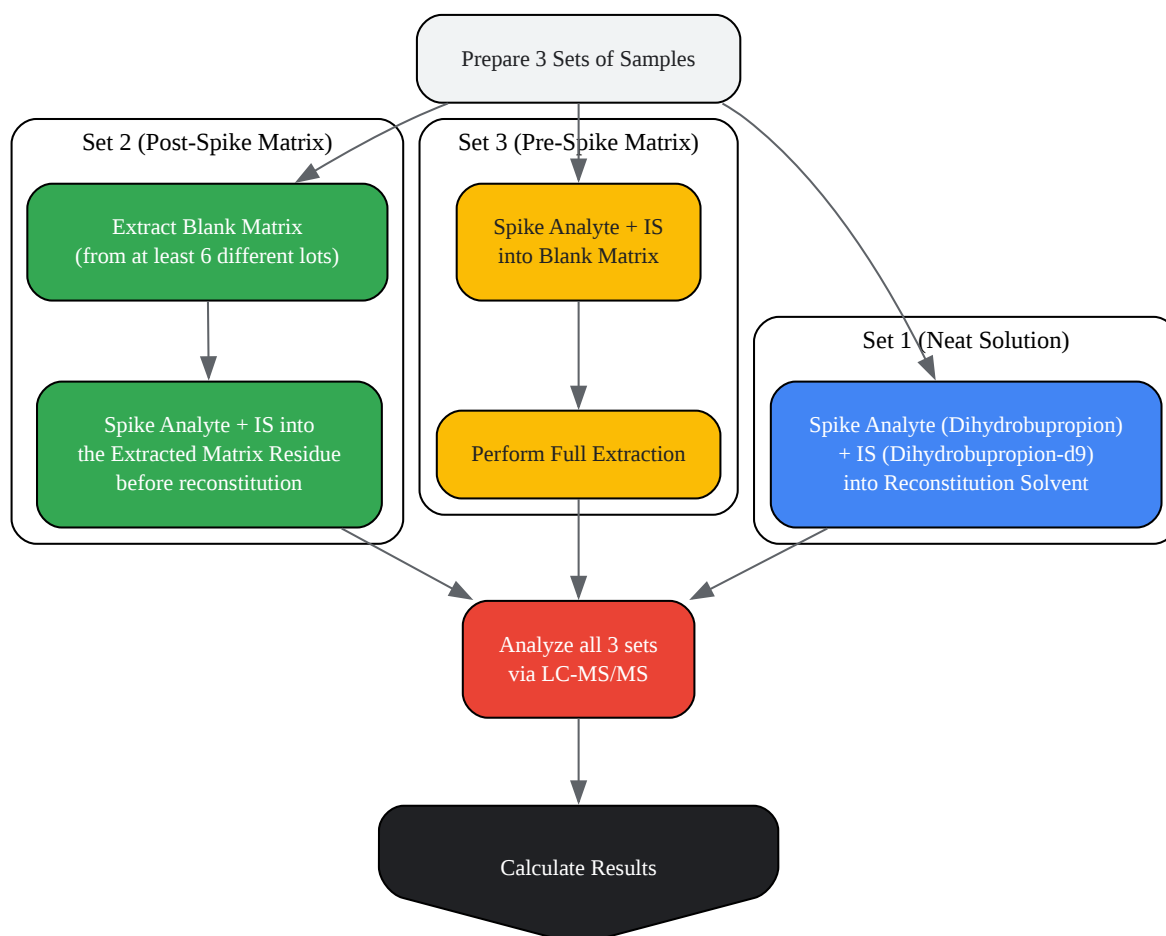 Prepare 3 Sets of Samples
Set 2 (Post-Spike Matrix)
Extract Blank Matrix
(from at least 6 different lots)
Spike Analyte + IS into
the Extracted Matrix Residue
before reconstitution
Set 3 (Pre-Spike Matrix)
Spike Analyte + IS
into Blank Matrix
Perform Full Extraction
Set 1 (Neat Solution)
Spike Analyte (Dihydrobupropion)
+ IS (Dihydrobupropion-d9)
into Reconstitution Solvent
Analyze all 3 sets
via LC-MS/MS
Calculate Results